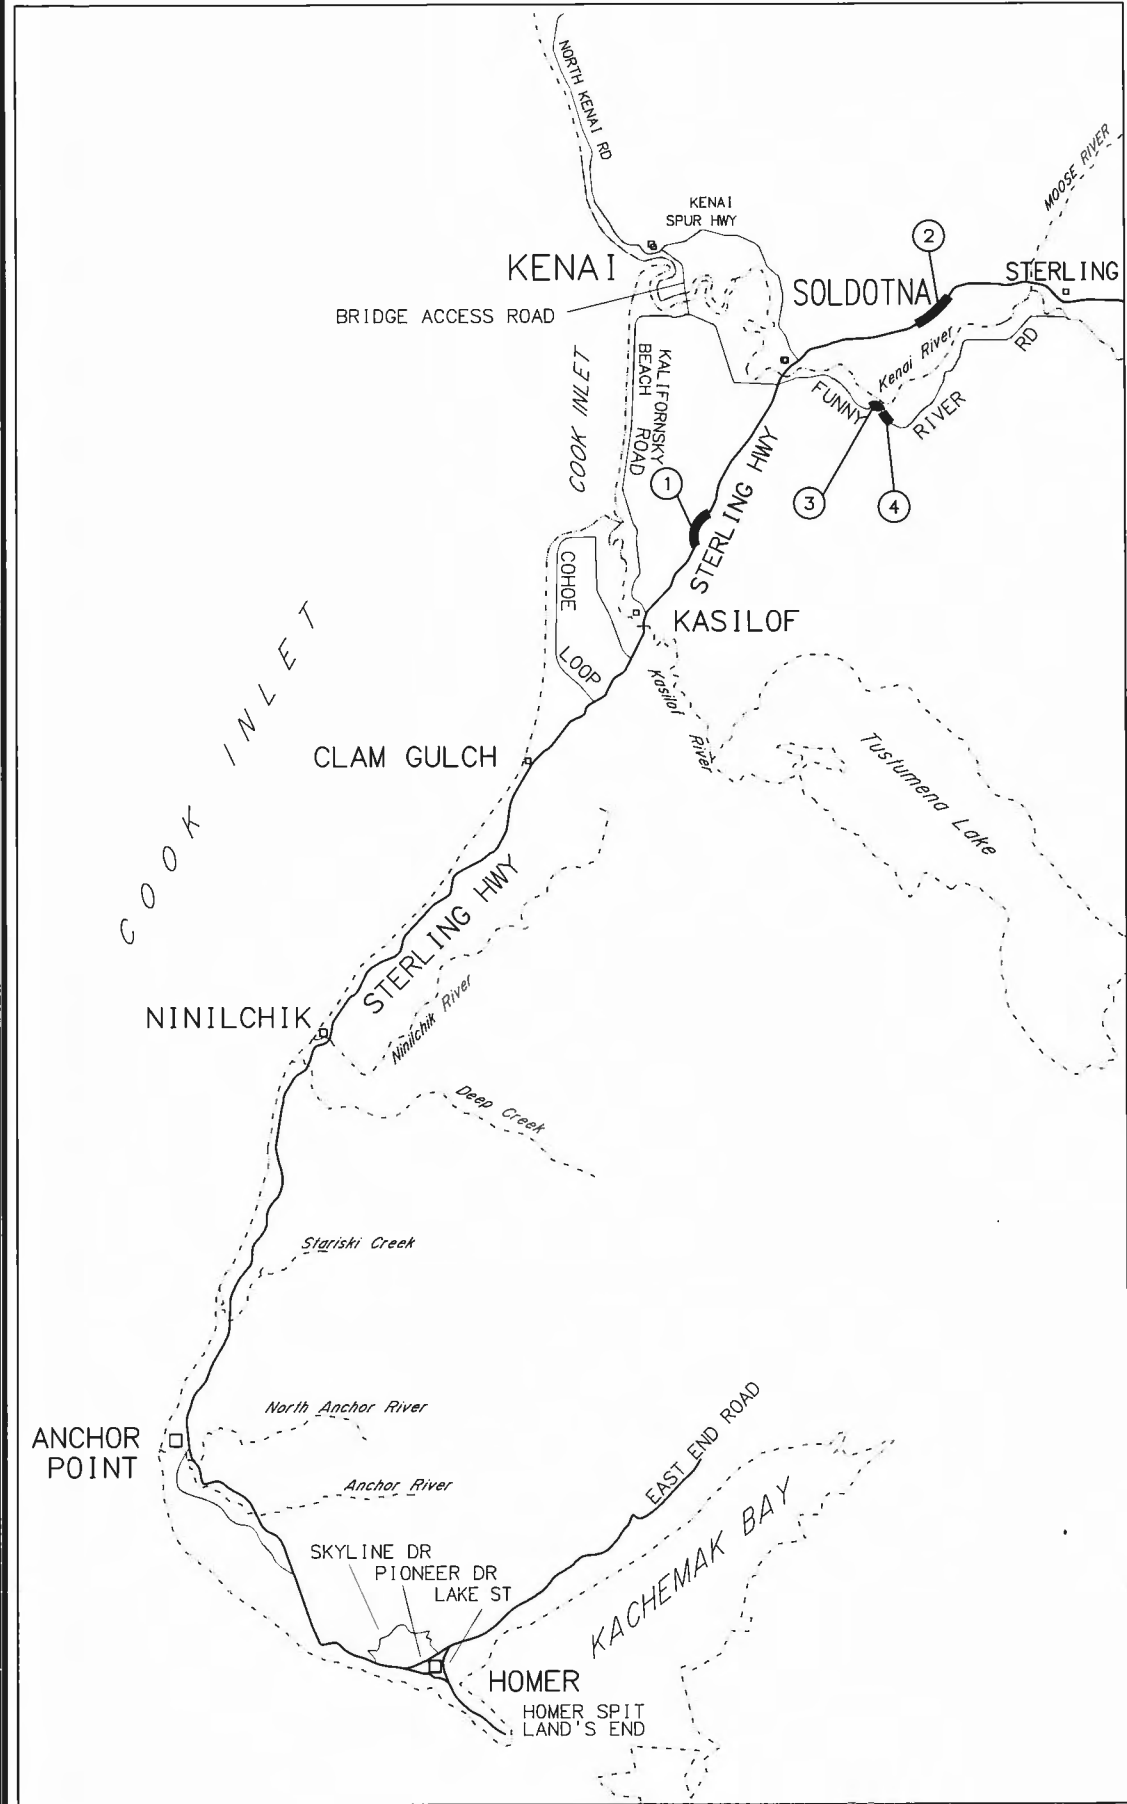 NORTH KENAI RD
MOOSE RIVER
KENAI
SPUR HWY
2
KENAI
SOLDOTNA
STERLING
BRIDGE ACCESS ROAD
COOK INLET
KALIFORNSKY
BEACH ROAD
Kenai River
FUNNY RIVER RD
1
3
4
STERLING HWY
COHOE LOOP
KASILOF
Kasilof River
COOK INLET
CLAM GULCH
Tustumena Lake
STERLING HWY
NINILCHIK
Ninilchik River
Deep Creek
Stariski Creek
North Anchor River
ANCHOR
POINT
Anchor River
EAST END ROAD
SKYLINE DR
PIONEER DR
LAKE ST
KACHEMAK BAY
HOMER
HOMER SPIT
LAND'S END